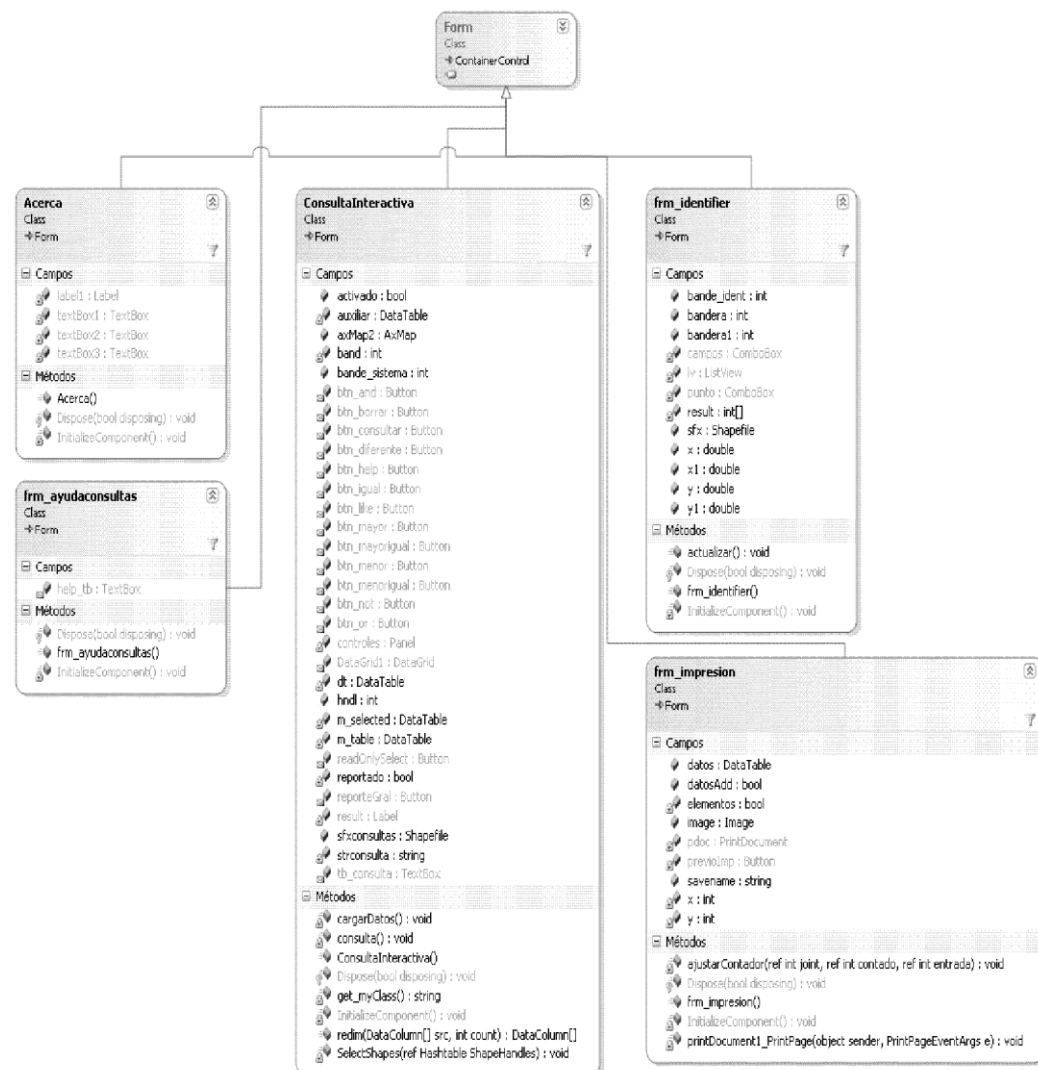 Form
Class
ContainerControl
Acerca
Class
Form
Campos
label1 : Label
textBox1 : TextBox
textBox2 : TextBox
textBox3 : TextBox
Métodos
Acerca()
Dispose(bool disposing) : void
InitializeComponent() : void
frm_ayudaconsultas
Class
Form
Campos
help_tb : TextBox
Métodos
Dispose(bool disposing) : void
frm_ayudaconsultas()
InitializeComponent() : void
ConsultaInteractiva
Class
Form
Campos
activado : bool
auxiliar : DataTable
axMap2 : AxMap
band : int
bande_sistema : int
btn_and : Button
btn_borrar : Button
btn_consultar : Button
btn_diferente : Button
btn_help : Button
btn_igual : Button
btn_like : Button
btn_mayor : Button
btn_mayorigual : Button
btn_menor : Button
btn_menorigual : Button
btn_not : Button
btn_or : Button
controles : Panel
DataGrid1 : DataGrid
dt : DataTable
hndl : int
m_selected : DataTable
m_table : DataTable
readOnlySelect : Button
reportado : bool
reporteGral : Button
result : Label
sfxconsultas : Shapefile
strconsulta : string
tb_consulta : TextBox
Métodos
cargarDatos() : void
consulta() : void
ConsultaInteractiva()
Dispose(bool disposing) : void
get_myClass() : string
InitializeComponent() : void
redim(DataColumn[] src, int count) : DataColumn[]
SelectShapes(ref Hashtable ShapeHandles) : void
frm_identifier
Class
Form
Campos
bande_ident : int
bandera : int
bandera1 : int
campos : ComboBox
lv : ListView
punto : ComboBox
result : int[]
sfx : Shapefile
x : double
x1 : double
y : double
y1 : double
Métodos
actualizar() : void
Dispose(bool disposing) : void
frm_identifier()
InitializeComponent() : void
frm_impresion
Class
Form
Campos
datos : DataTable
datosAdd : bool
elementos : bool
image : Image
pdoc : PrintDocument
previoImp : Button
savename : string
x : int
y : int
Métodos
ajustarContador(ref int joint, ref int contado, ref int entrada) : void
Dispose(bool disposing) : void
frm_impresion()
InitializeComponent() : void
printDocument1_PrintPage(object sender, PrintPageEventArgs e) : void